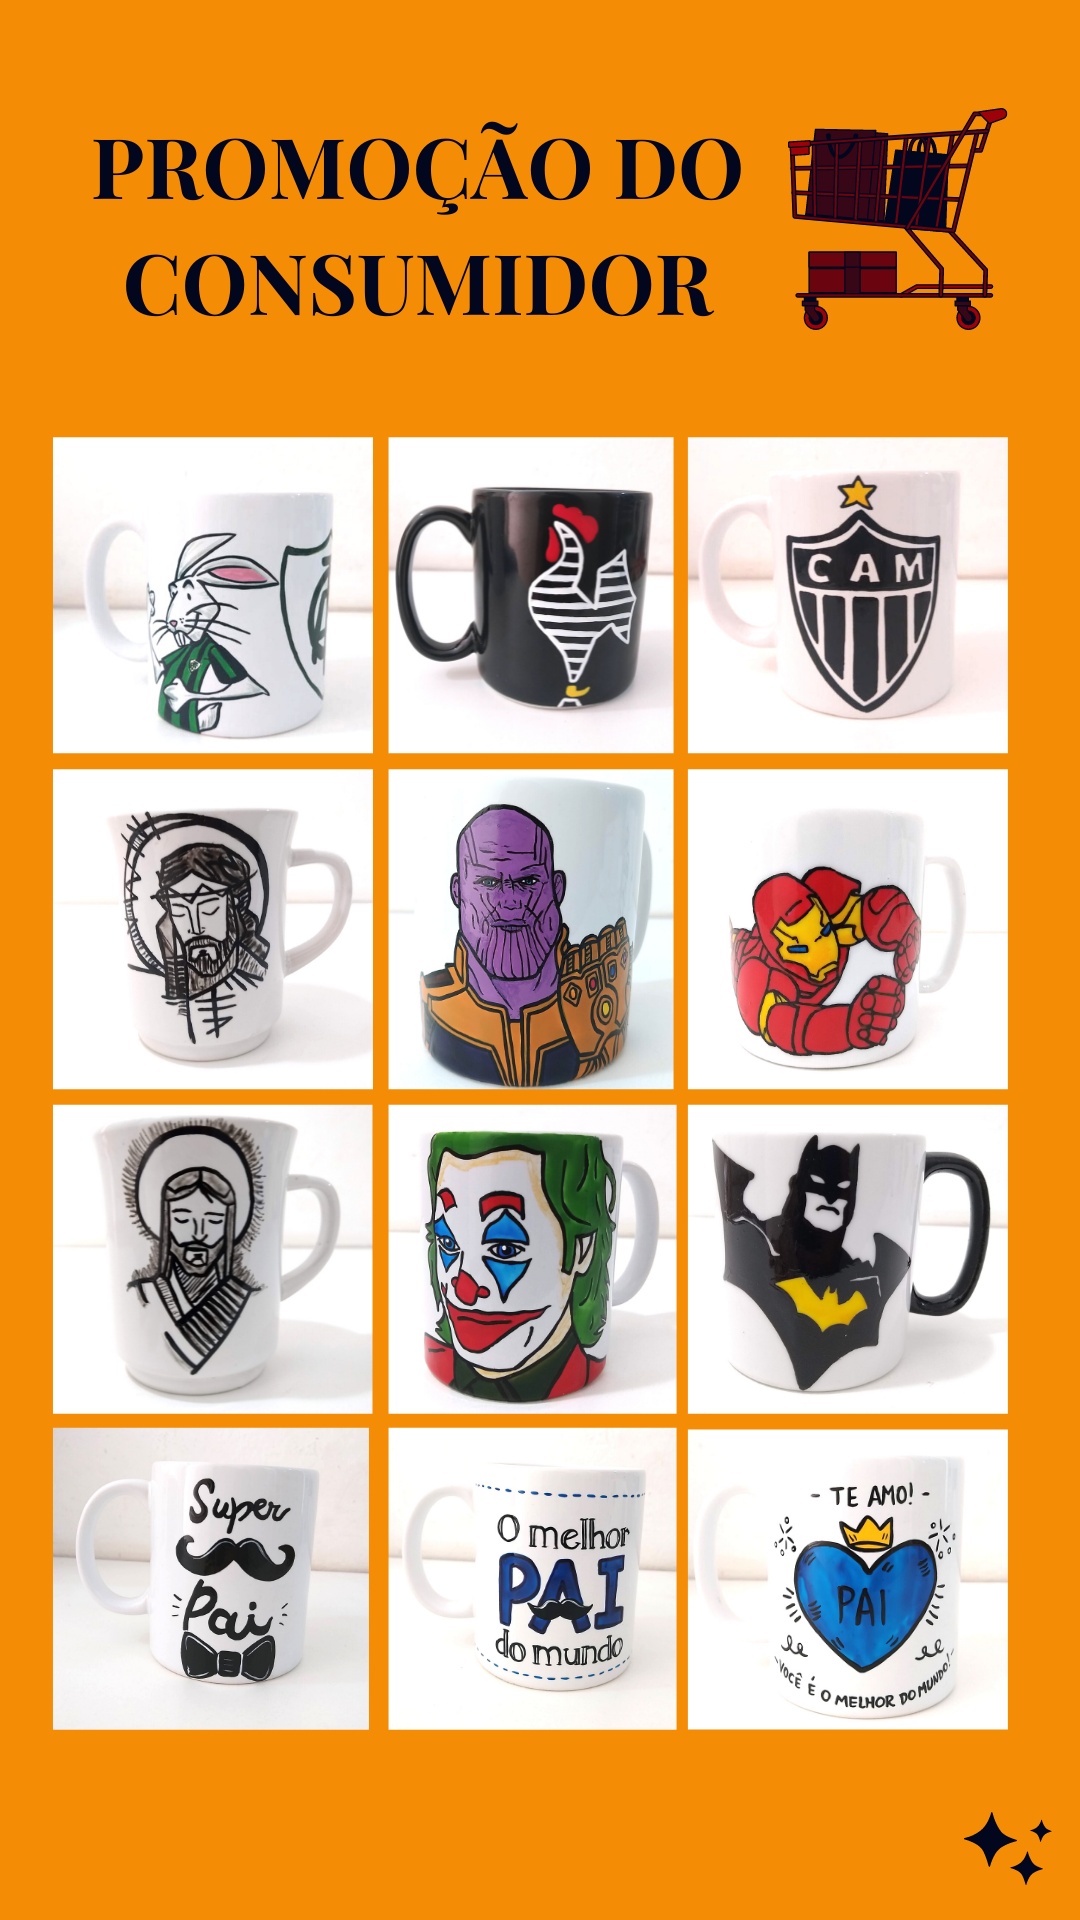 PROMOÇÃO DO
CONSUMIDOR
CAM
Super
Pai
O melhor
PAI
do mundo
- TE AMO! -
PAI
VOCÊ É O MELHOR DO MUNDO!